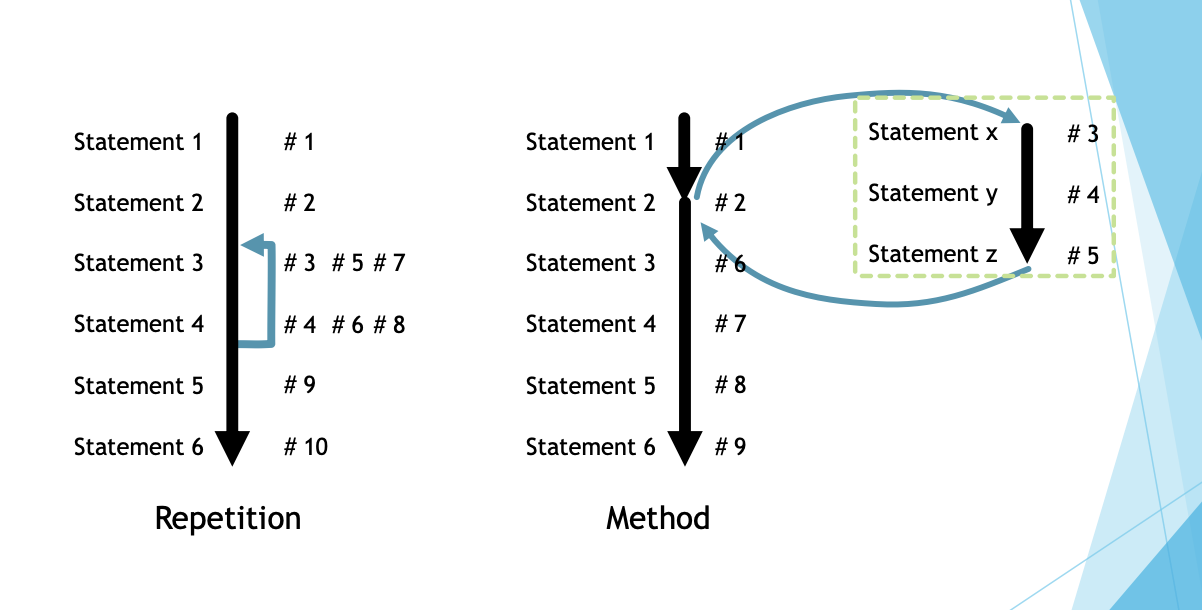 Statement 1 # 1
Statement 2 # 2
Statement 3 # 3 # 5 # 7
Statement 4 # 4 # 6 # 8
Statement 5 # 9
Statement 6 # 10
Repetition
Statement 1 # 1
Statement 2 # 2
Statement 3 # 6
Statement 4 # 7
Statement 5 # 8
Statement 6 # 9
Method
Statement x # 3
Statement y # 4
Statement z # 5